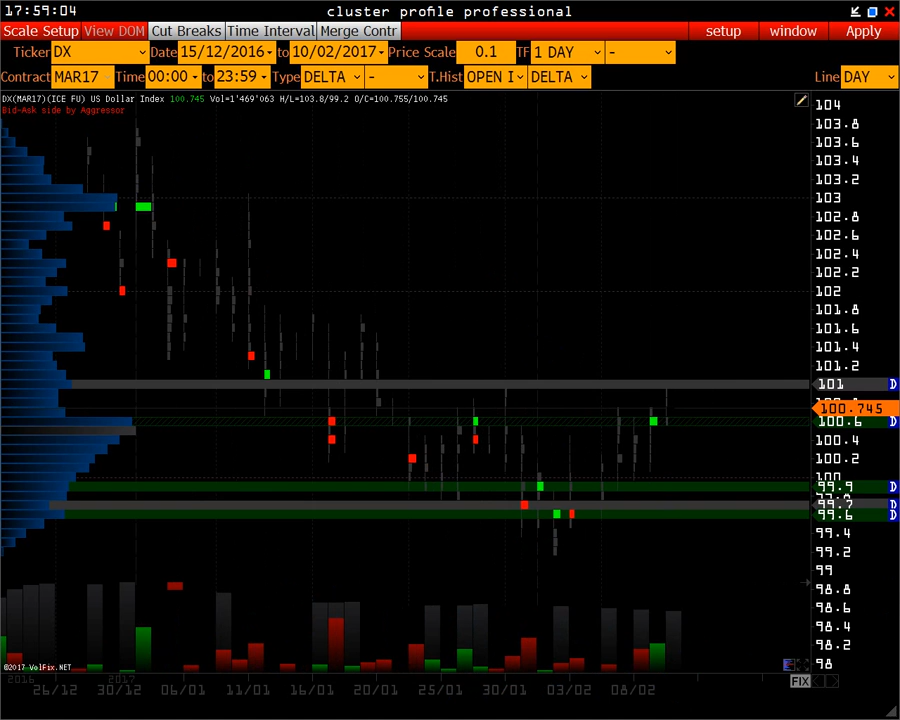 17:59:04 cluster profile professional
Scale Setup View DOM Cut Breaks Time Interval Merge Contr setup window Apply
Ticker DX Date 15/12/2016 to 10/02/2017 Price Scale 0.1 TF 1 DAY -
Contract MAR17 Time 00:00 to 23:59 Type DELTA - T.Hist OPEN I DELTA Line DAY
DX(MAR17)(ICE FU) US Dollar Index 100.745 Vol=1'469'063 H/L=103.8/99.2 O/C=100.755/100.745
Bid-Ask side by Aggressor
104
103.8
103.6
103.4
103.2
103
102.8
102.6
102.4
102.2
102
101.8
101.6
101.4
101.2
101 D
100.745
100.6 D
100.4
100.2
100
99.9 D
99.7 D
99.6 D
99.4
99.2
99
98.8
98.6
98.4
98.2
98
©2017 VolFix.NET
FIX
2016 2017
26/12 30/12 06/01 11/01 16/01 20/01 25/01 30/01 03/02 08/02